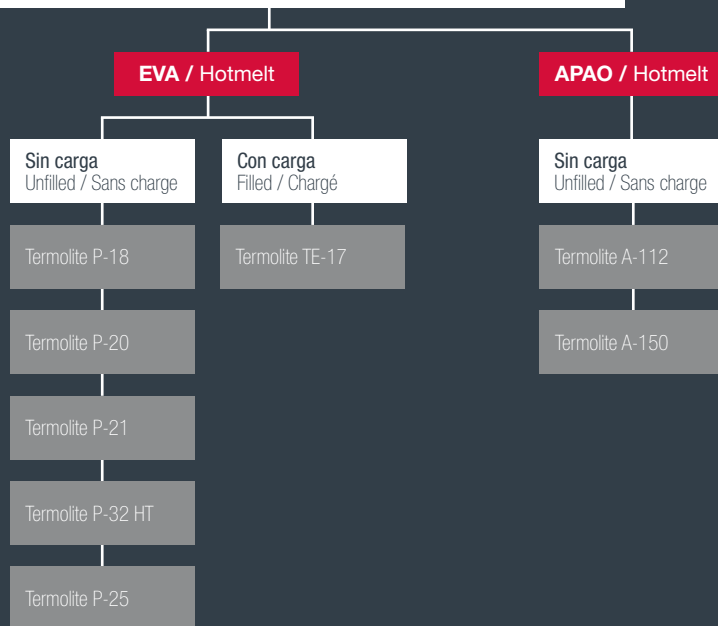 EVA / Hotmelt
APAO / Hotmelt
Sin carga
Unfilled / Sans charge
Con carga
Filled / Chargé
Sin carga
Unfilled / Sans charge
Termolite P-18
Termolite TE-17
Termolite A-112
Termolite P-20
Termolite A-150
Termolite P-21
Termolite P-32 HT
Termolite P-25